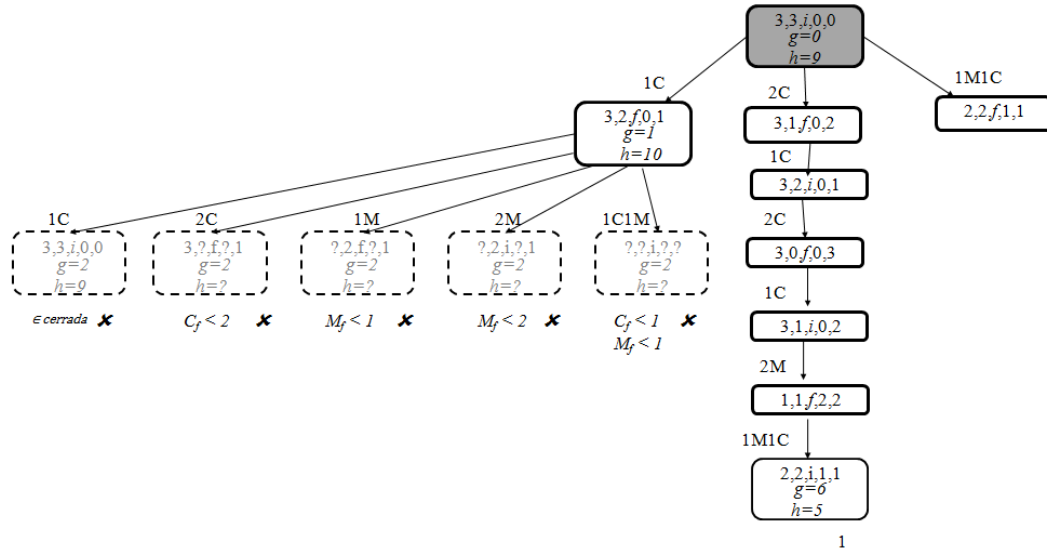 3,3,i,0,0
g=0
h=9
1C
2C
1M1C
3,2,f,0,1
g=1
h=10
3,1,f,0,2
2,2,f,1,1
1C
3,2,i,0,1
1C
2C
1M
2M
1C1M
2C
3,3,i,0,0
g=2
h=9
3,?,f,?,1
g=2
h=?
?,2,f,?,1
g=2
h=?
?,2,i,?,1
g=2
h=?
?,?,i,?,?
g=2
h=?
3,0,f,0,3
∈ cerrada ✘
C_f < 2 ✘
M_f < 1 ✘
M_f < 2 ✘
C_f < 1 ✘
M_f < 1
1C
3,1,i,0,2
2M
1,1,f,2,2
1M1C
2,2,i,1,1
g=6
h=5
1